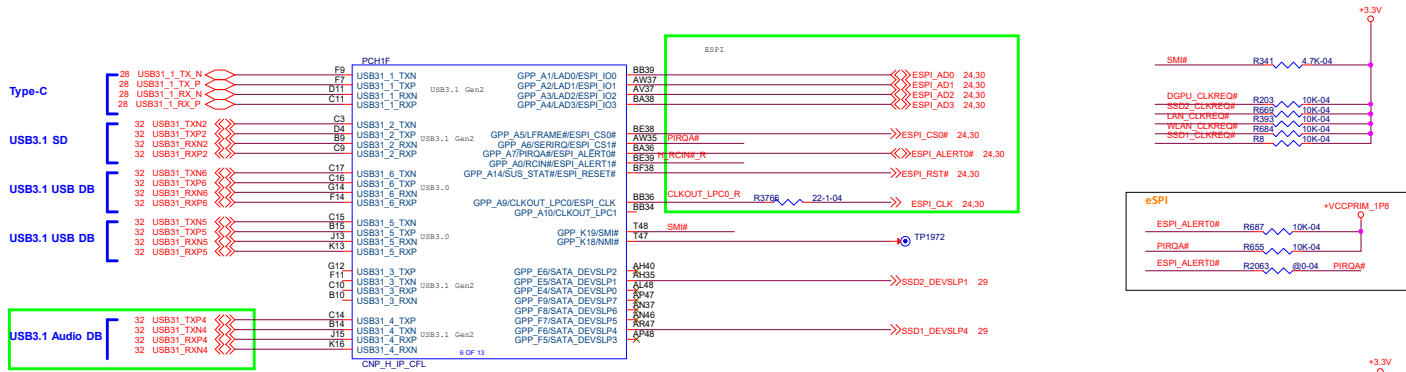 ESPI
PCH1F
Type-C
28 USB31_1_TX_N F9 USB31_1_TXN
28 USB31_1_TX_P F7 USB31_1_TXP
28 USB31_1_RX_N D11 USB31_1_RXN
28 USB31_1_RX_P C11 USB31_1_RXP
USB3.1 Gen2
USB3.1 SD
32 USB31_TXN2 C3 USB31_2_TXN
32 USB31_TXP2 D4 USB31_2_TXP
32 USB31_RXN2 B9 USB31_2_RXN
32 USB31_RXP2 C9 USB31_2_RXP
USB3.1 Gen2
USB3.1 USB DB
32 USB31_TXN6 C17 USB31_6_TXN
32 USB31_TXP6 C16 USB31_6_TXP
32 USB31_RXN6 G14 USB31_6_RXN
32 USB31_RXP6 F14 USB31_6_RXP
USB3.0
USB3.1 USB DB
32 USB31_TXN5 C15 USB31_5_TXN
32 USB31_TXP5 B15 USB31_5_TXP
32 USB31_RXN5 J13 USB31_5_RXN
32 USB31_RXP5 K13 USB31_5_RXP
USB3.0
G12 USB31_3_TXP
F11 USB31_3_TXN
C10 USB31_3_RXP
B10 USB31_3_RXN
USB3.1 Gen2
USB3.1 Audio DB
32 USB31_TXP4 C14 USB31_4_TXP
32 USB31_TXN4 B14 USB31_4_TXN
32 USB31_RXP4 J15 USB31_4_RXP
32 USB31_RXN4 K16 USB31_4_RXN
USB3.1 Gen2
6 OF 13
CNP_H_IP_CFL
GPP_A1/LAD0/ESPI_IO0 BB39 ESPI_AD0 24,30
GPP_A2/LAD1/ESPI_IO1 AW37 ESPI_AD1 24,30
GPP_A3/LAD2/ESPI_IO2 AV37 ESPI_AD2 24,30
GPP_A4/LAD3/ESPI_IO3 BA38 ESPI_AD3 24,30
GPP_A5/LFRAME#/ESPI_CS0# BE38 ESPI_CS0# 24,30
GPP_A6/SERIRQ/ESPI_CS1# AW35 PIRQA#
GPP_A7/PIRQA#/ESPI_ALERT0# BA36 ESPI_ALERT0# 24,30
GPP_A0/RCIN#/ESPI_ALERT1# BE39 H_RCIN#_R
GPP_A14/SUS_STAT#/ESPI_RESET# BF38 ESPI_RST# 24,30
GPP_A9/CLKOUT_LPC0/ESPI_CLK BB36 CLKOUT_LPC0_R R3766 22-1-04 ESPI_CLK 24,30
GPP_A10/CLKOUT_LPC1 BB34
GPP_K19/SMI# T48 SMI#
GPP_K18/NMI# T47 TP1972
GPP_E6/SATA_DEVSLP2 AH40
GPP_E5/SATA_DEVSLP1 AH35 SSD2_DEVSLP1 29
GPP_E4/SATA_DEVSLP0 AL48
GPP_F9/SATA_DEVSLP7 AP47
GPP_F8/SATA_DEVSLP6 AN37
GPP_F7/SATA_DEVSLP5 AN46
GPP_F6/SATA_DEVSLP4 AR47 SSD1_DEVSLP4 29
GPP_F5/SATA_DEVSLP3 AP48
+3.3V
SMI# R341 4.7K-04
DGPU_CLKREQ# R203 10K-04
SSD2_CLKREQ# R669 10K-04
LAN_CLKREQ# R393 10K-04
WLAN_CLKREQ# R684 10K-04
SSD1_CLKREQ# R8 10K-04
eSPI
+VCCPRIM_1P8
ESPI_ALERT0# R687 10K-04
PIRQA# R655 10K-04
ESPI_ALERT0# R2063 @0-04 PIRQA#
+3.3V